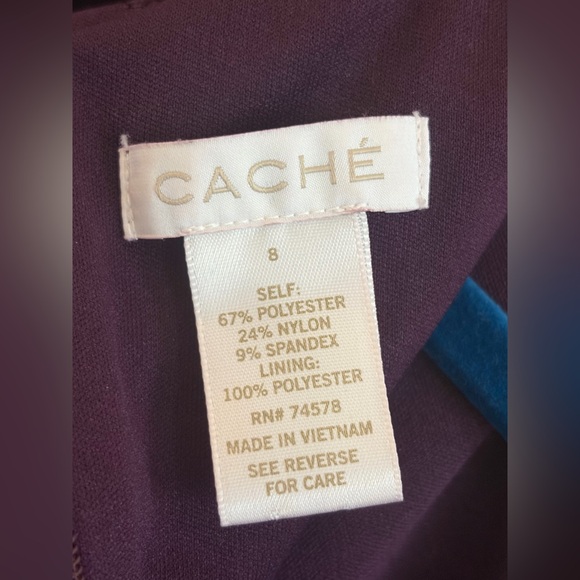 CACHÉ
8
SELF:
67% POLYESTER
24% NYLON
9% SPANDEX
LINING:
100% POLYESTER
RN# 74578
MADE IN VIETNAM
SEE REVERSE
FOR CARE